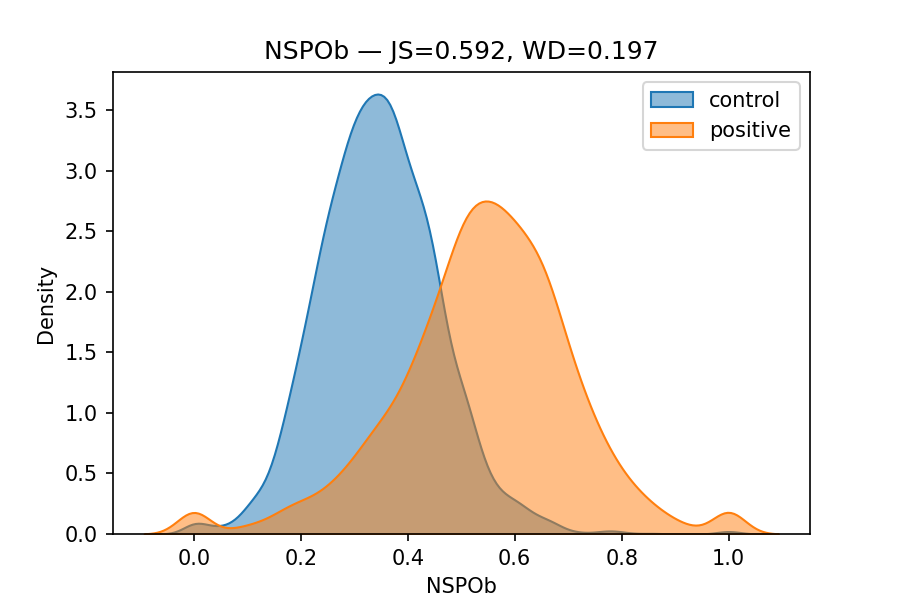 NSPOb — JS=0.592, WD=0.197
control
positive
3.5
3.0
2.5
2.0
1.5
1.0
0.5
0.0
Density
0.0 0.2 0.4 0.6 0.8 1.0
NSPOb